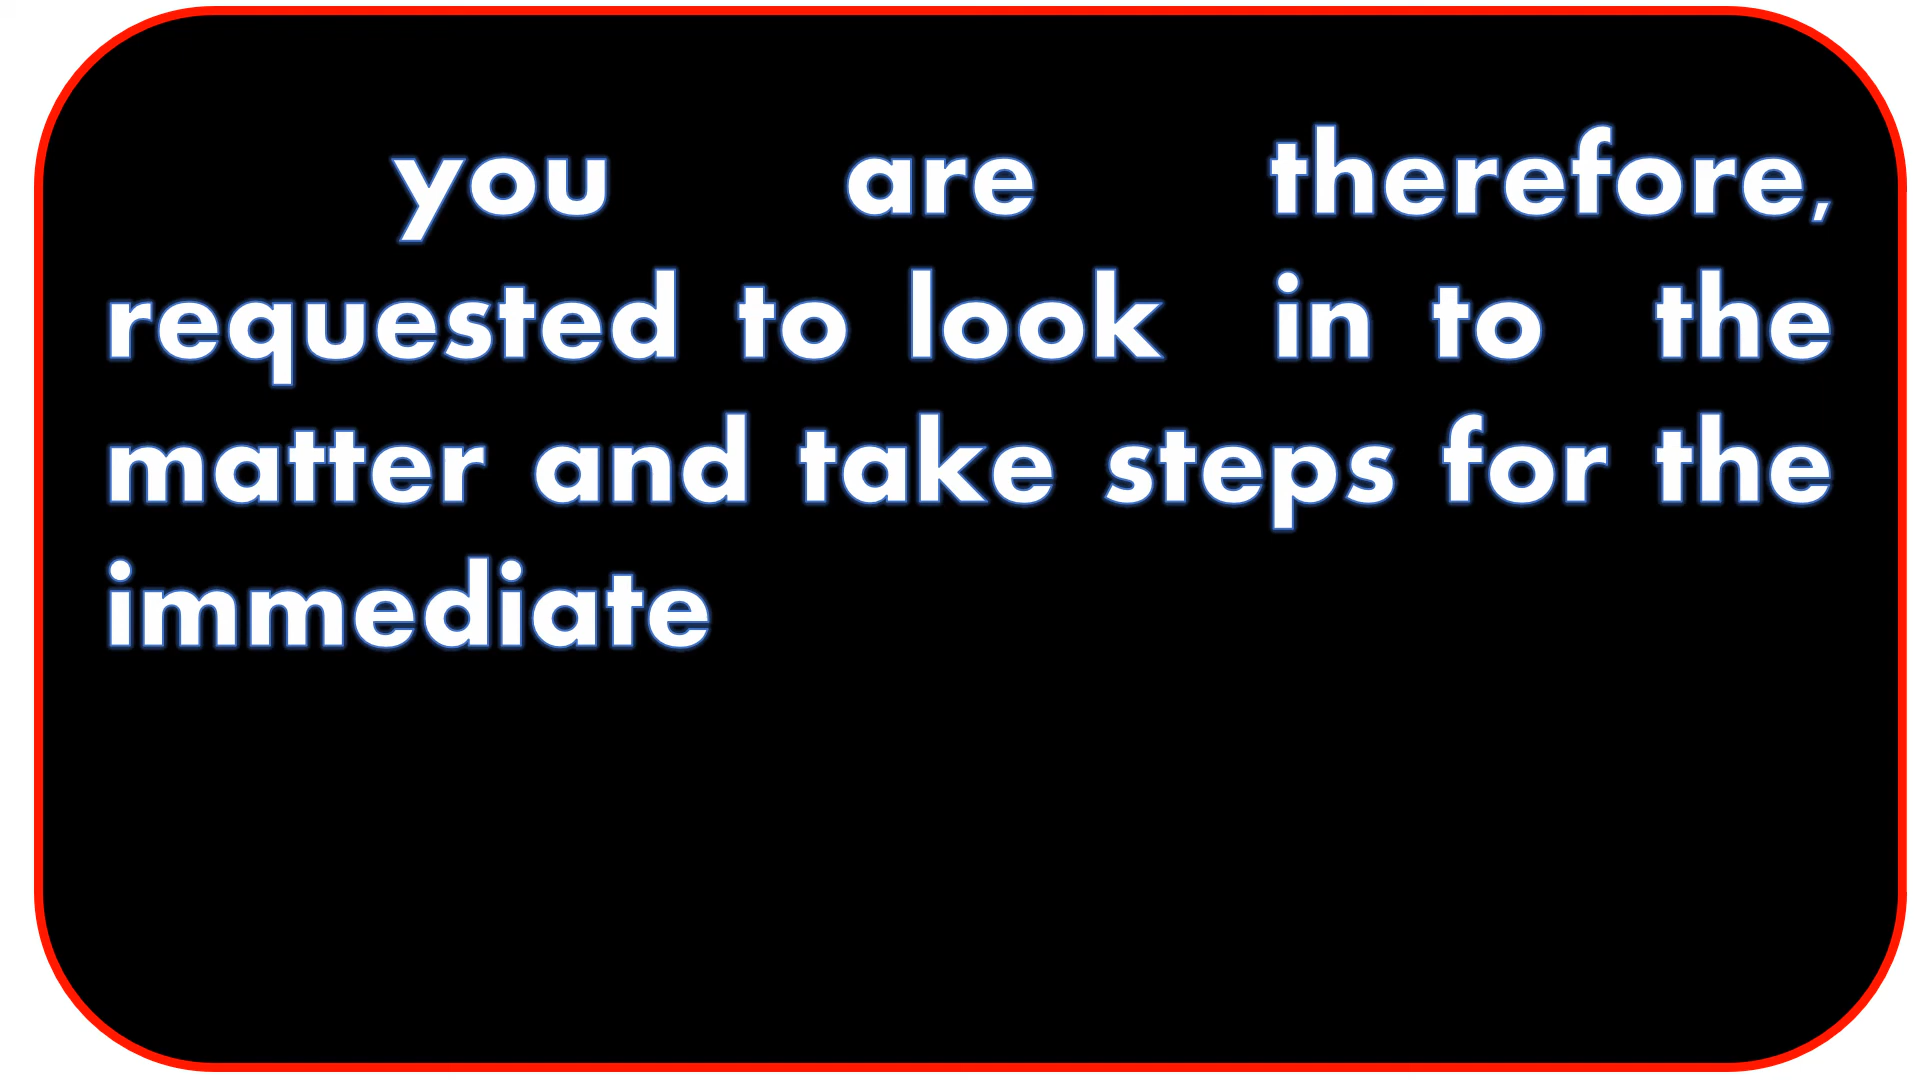 you are therefore,
requested to look in to the
matter and take steps for the
immediate